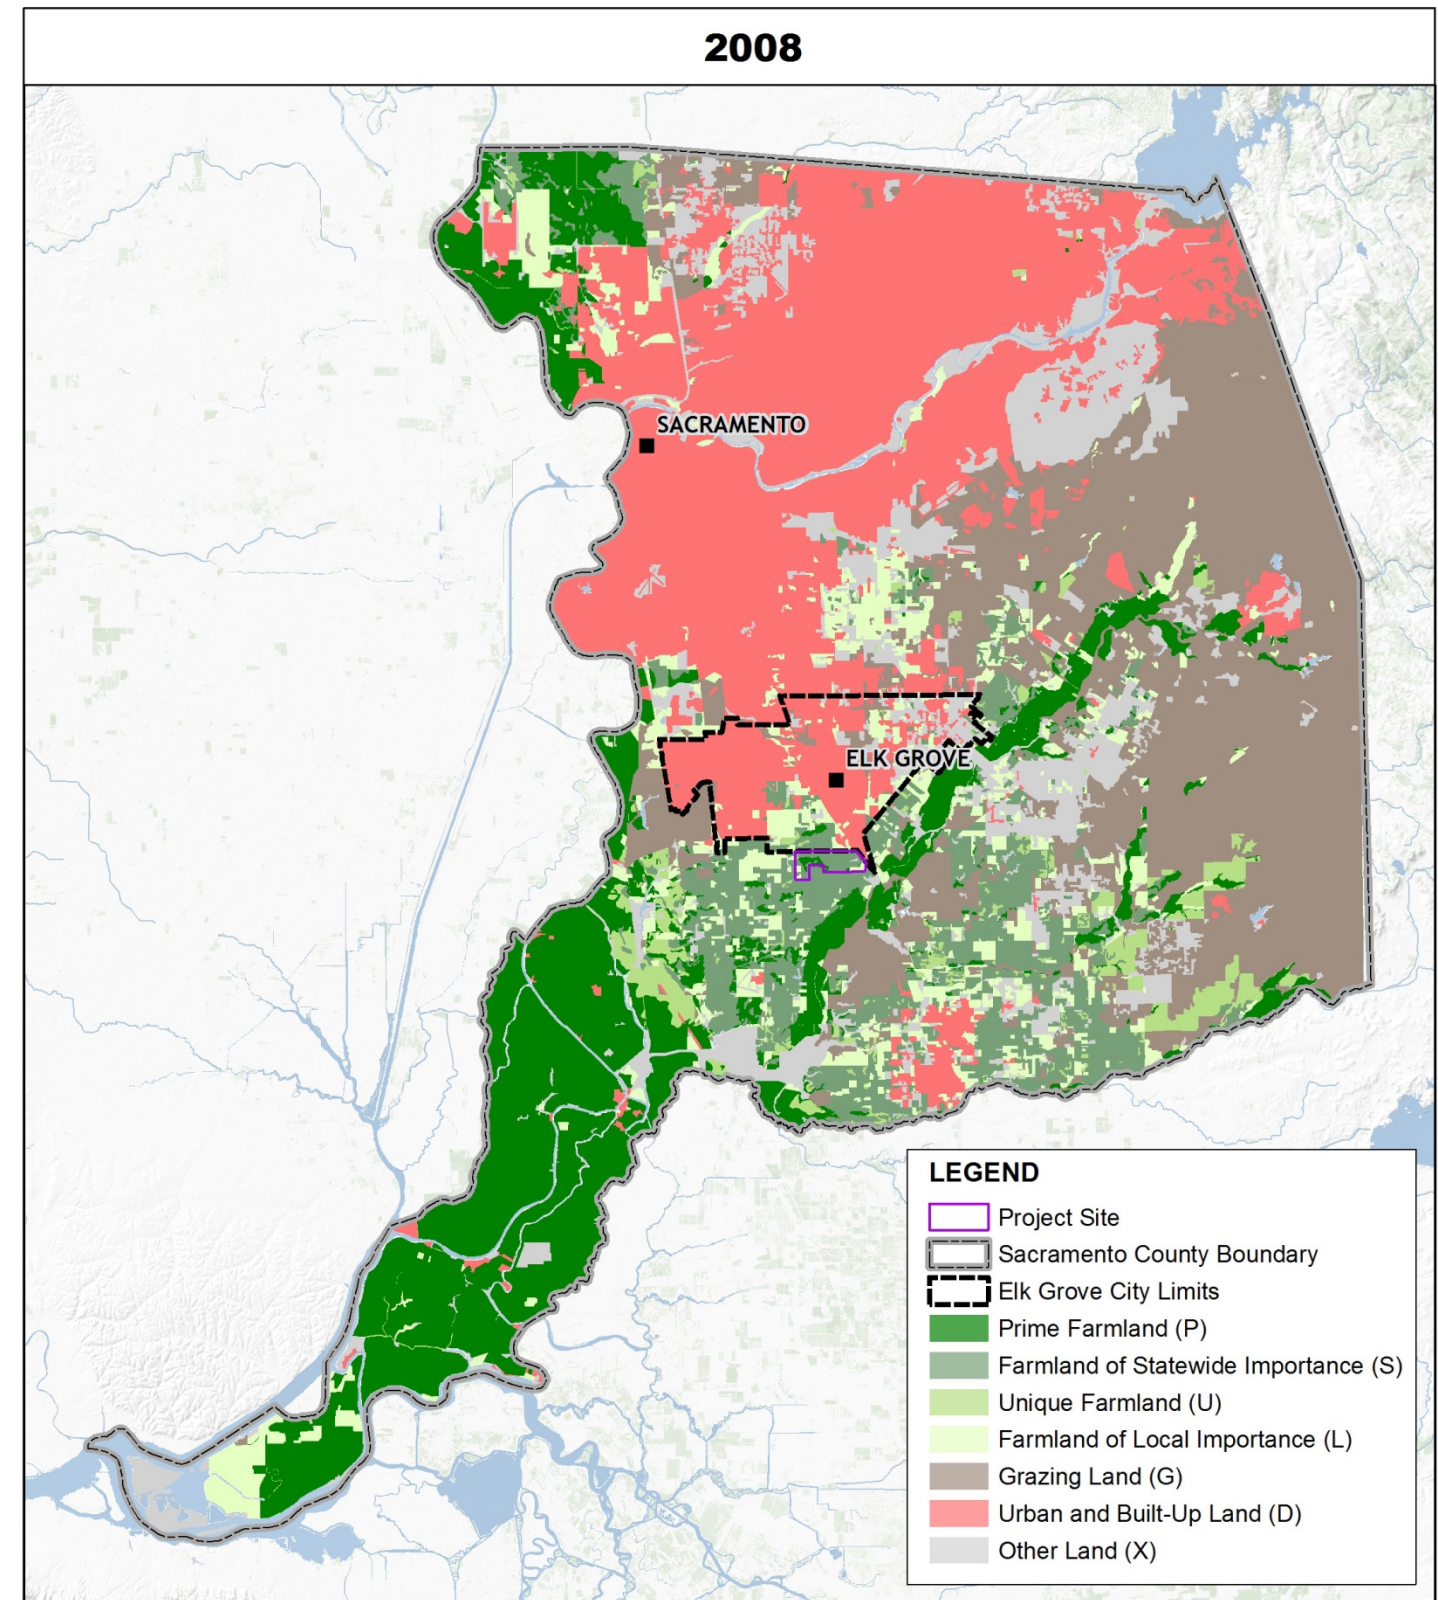 2008
SACRAMENTO
ELK GROVE
LEGEND
Project Site
Sacramento County Boundary
Elk Grove City Limits
Prime Farmland (P)
Farmland of Statewide Importance (S)
Unique Farmland (U)
Farmland of Local Importance (L)
Grazing Land (G)
Urban and Built-Up Land (D)
Other Land (X)